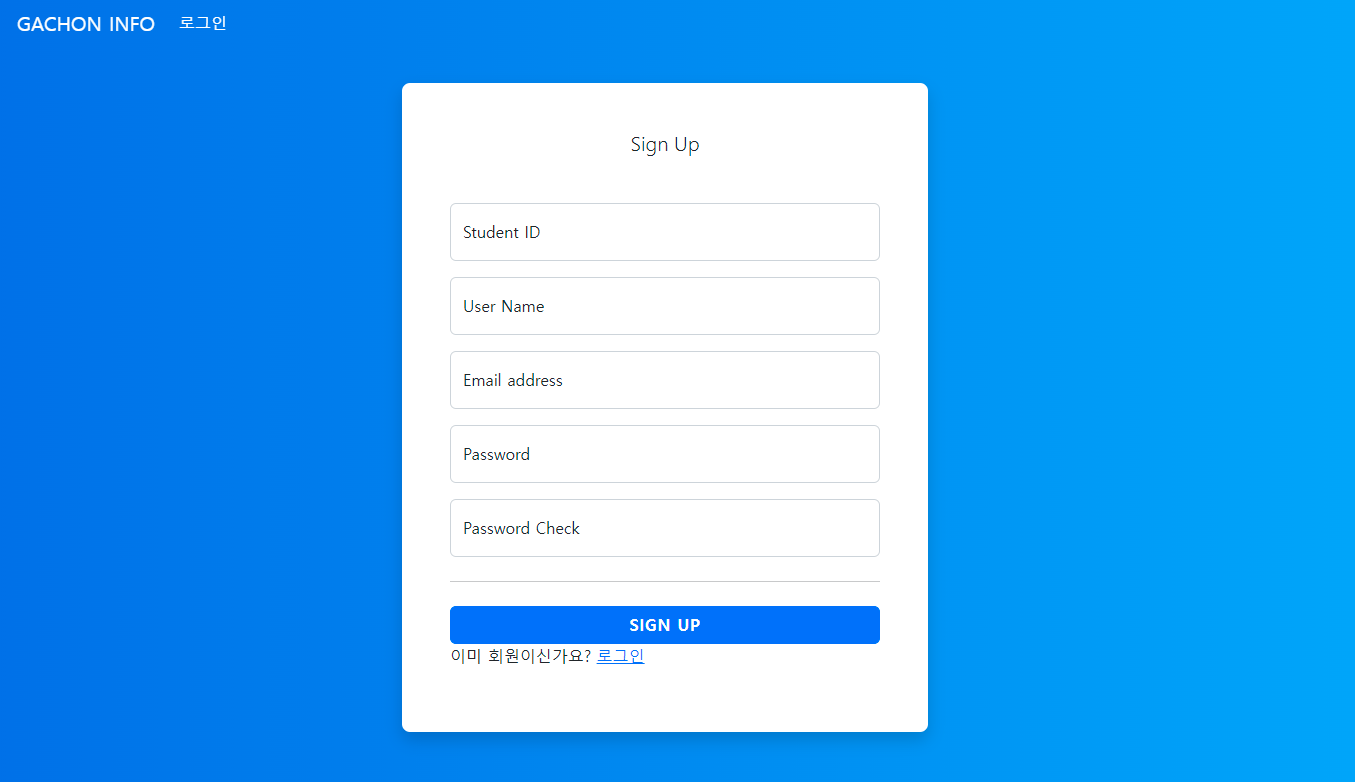 GACHON INFO 로그인
Sign Up
Student ID
User Name
Email address
Password
Password Check
SIGN UP
이미 회원이신가요? 로그인